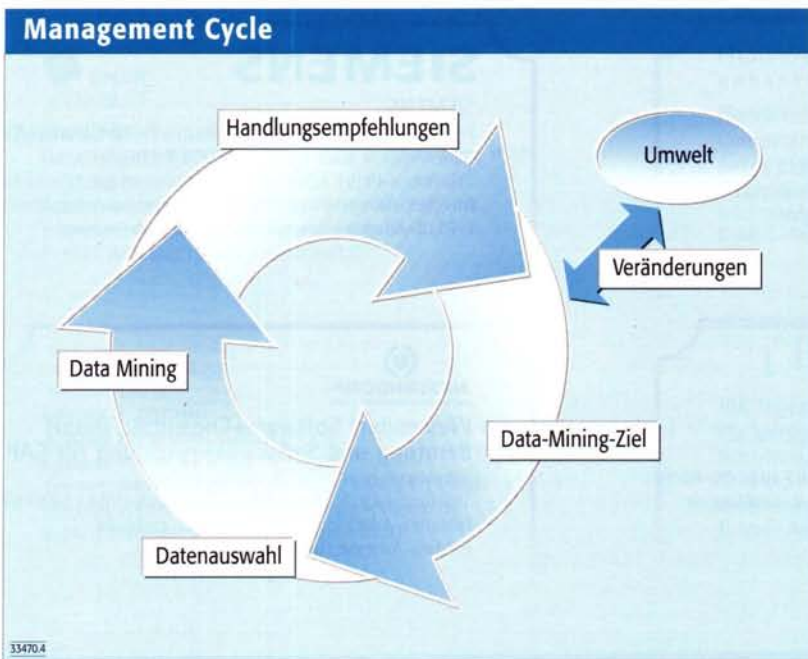 Management Cycle
Handlungsempfehlungen
Umwelt
Veränderungen
Data Mining
Data-Mining-Ziel
Datenauswahl
33470.4